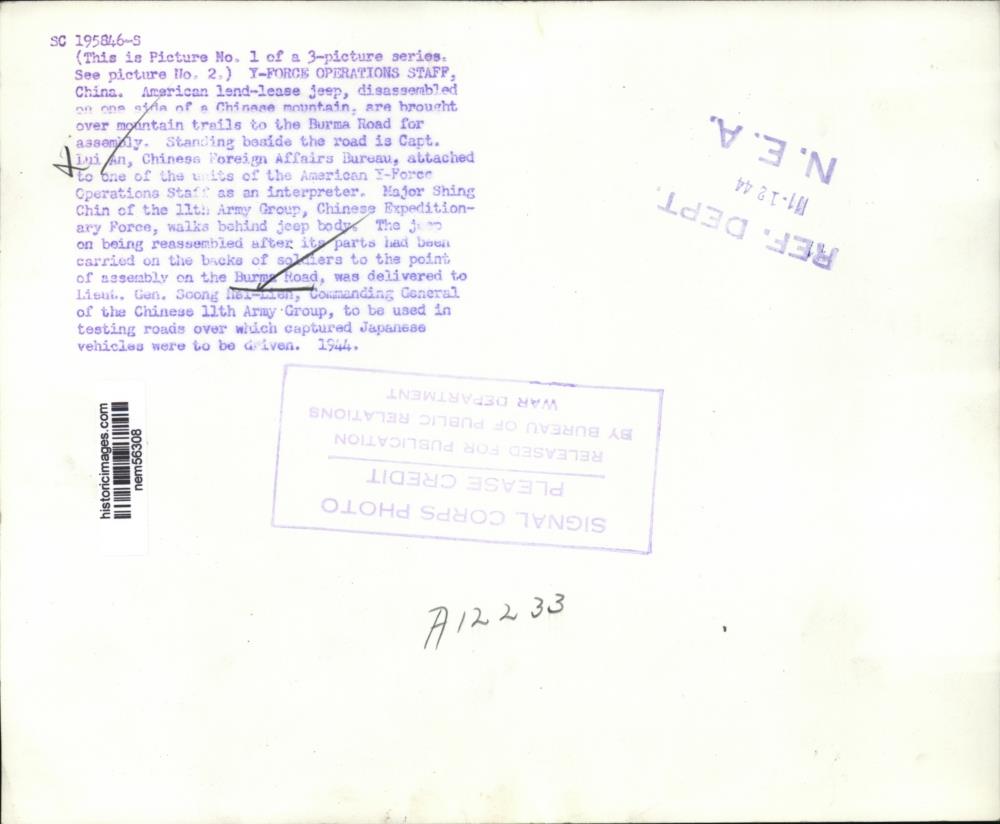 SC 195846-S
(This is Picture No. 1 of a 3-picture series.
See picture No. 2.) Y-FORCE OPERATIONS STAFF,
China. American lend-lease jeep, disassembled
on one side of a Chinese mountain, are brought
over mountain trails to the Burma Road for
assembly. Standing beside the road is Capt.
Lui An, Chinese Foreign Affairs Bureau, attached
to one of the units of the American Y-Force
Operations Staff as an interpreter. Major Shing
Chin of the 11th Army Group, Chinese Expedition-
ary Force, walks behind jeep body. The jeep
on being reassembled after its parts had been
carried on the backs of soldiers to the point
of assembly on the Burma Road, was delivered to
Lieut. Gen. Soong Hsi-Lien, Commanding General
of the Chinese 11th Army Group, to be used in
testing roads over which captured Japanese
vehicles were to be driven. 1944.
REF. DEPT.
11-12 44
N. E. A.
historicimages.com
nem56308
SIGNAL CORPS PHOTO
PLEASE CREDIT
RELEASED FOR PUBLICATION
BY BUREAU OF PUBLIC RELATIONS
WAR DEPARTMENT
A12233